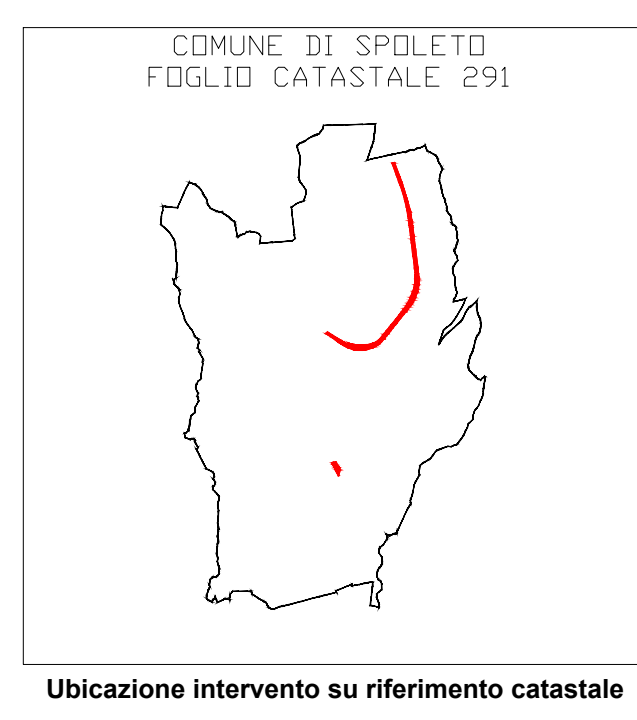 COMUNE DI SPOLETO
FOGLIO CATASTALE 291
Ubicazione intervento su riferimento catastale